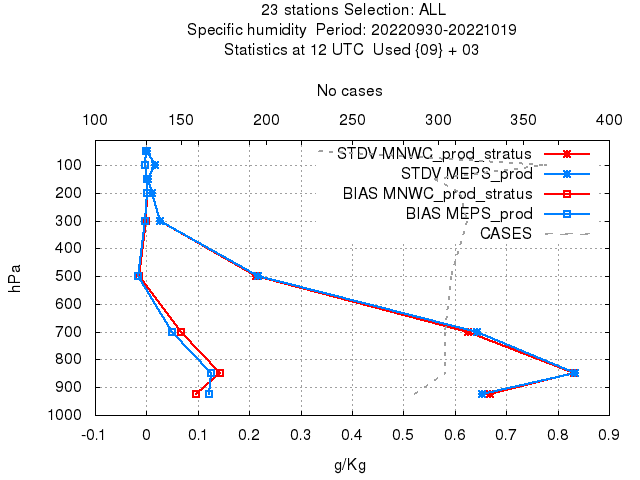 23 stations Selection: ALL
Specific humidity  Period: 20220930-20221019
Statistics at 12 UTC  Used {09} + 03
No cases
100 150 200 250 300 350 400
STDV MNWC_prod_stratus
STDV MEPS_prod
BIAS MNWC_prod_stratus
BIAS MEPS_prod
CASES
hPa
100
200
300
400
500
600
700
800
900
1000
-0.1 0 0.1 0.2 0.3 0.4 0.5 0.6 0.7 0.8 0.9
g/Kg